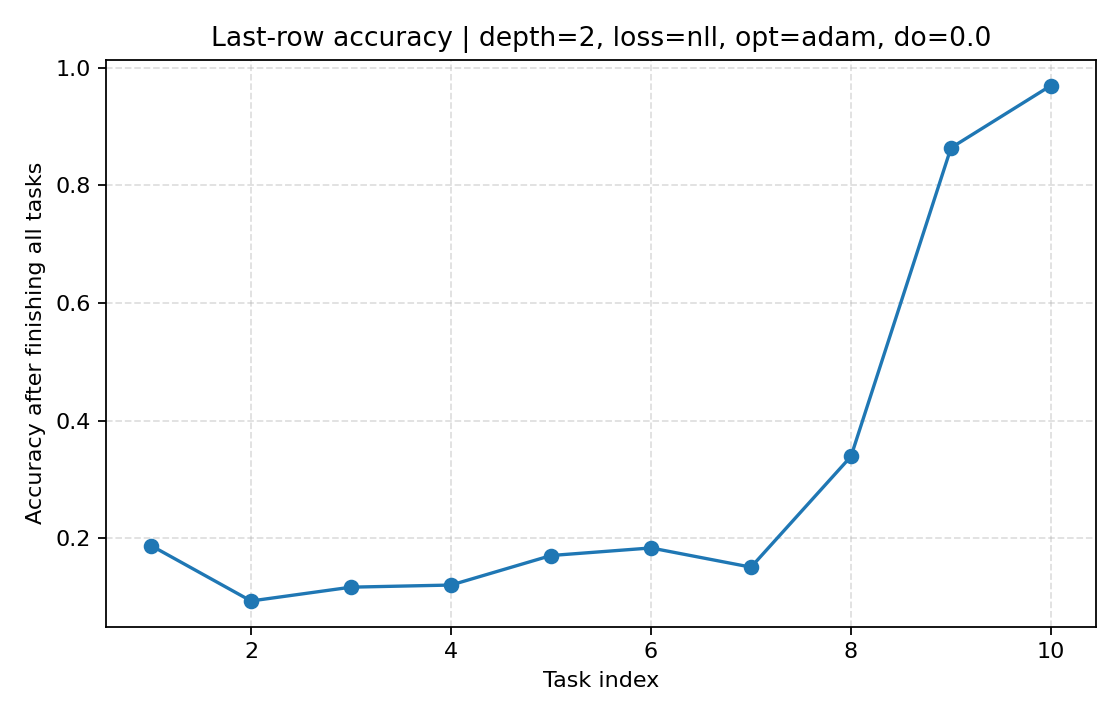 Last-row accuracy | depth=2, loss=nll, opt=adam, do=0.0
Accuracy after finishing all tasks
1.0
0.8
0.6
0.4
0.2
2 4 6 8 10
Task index